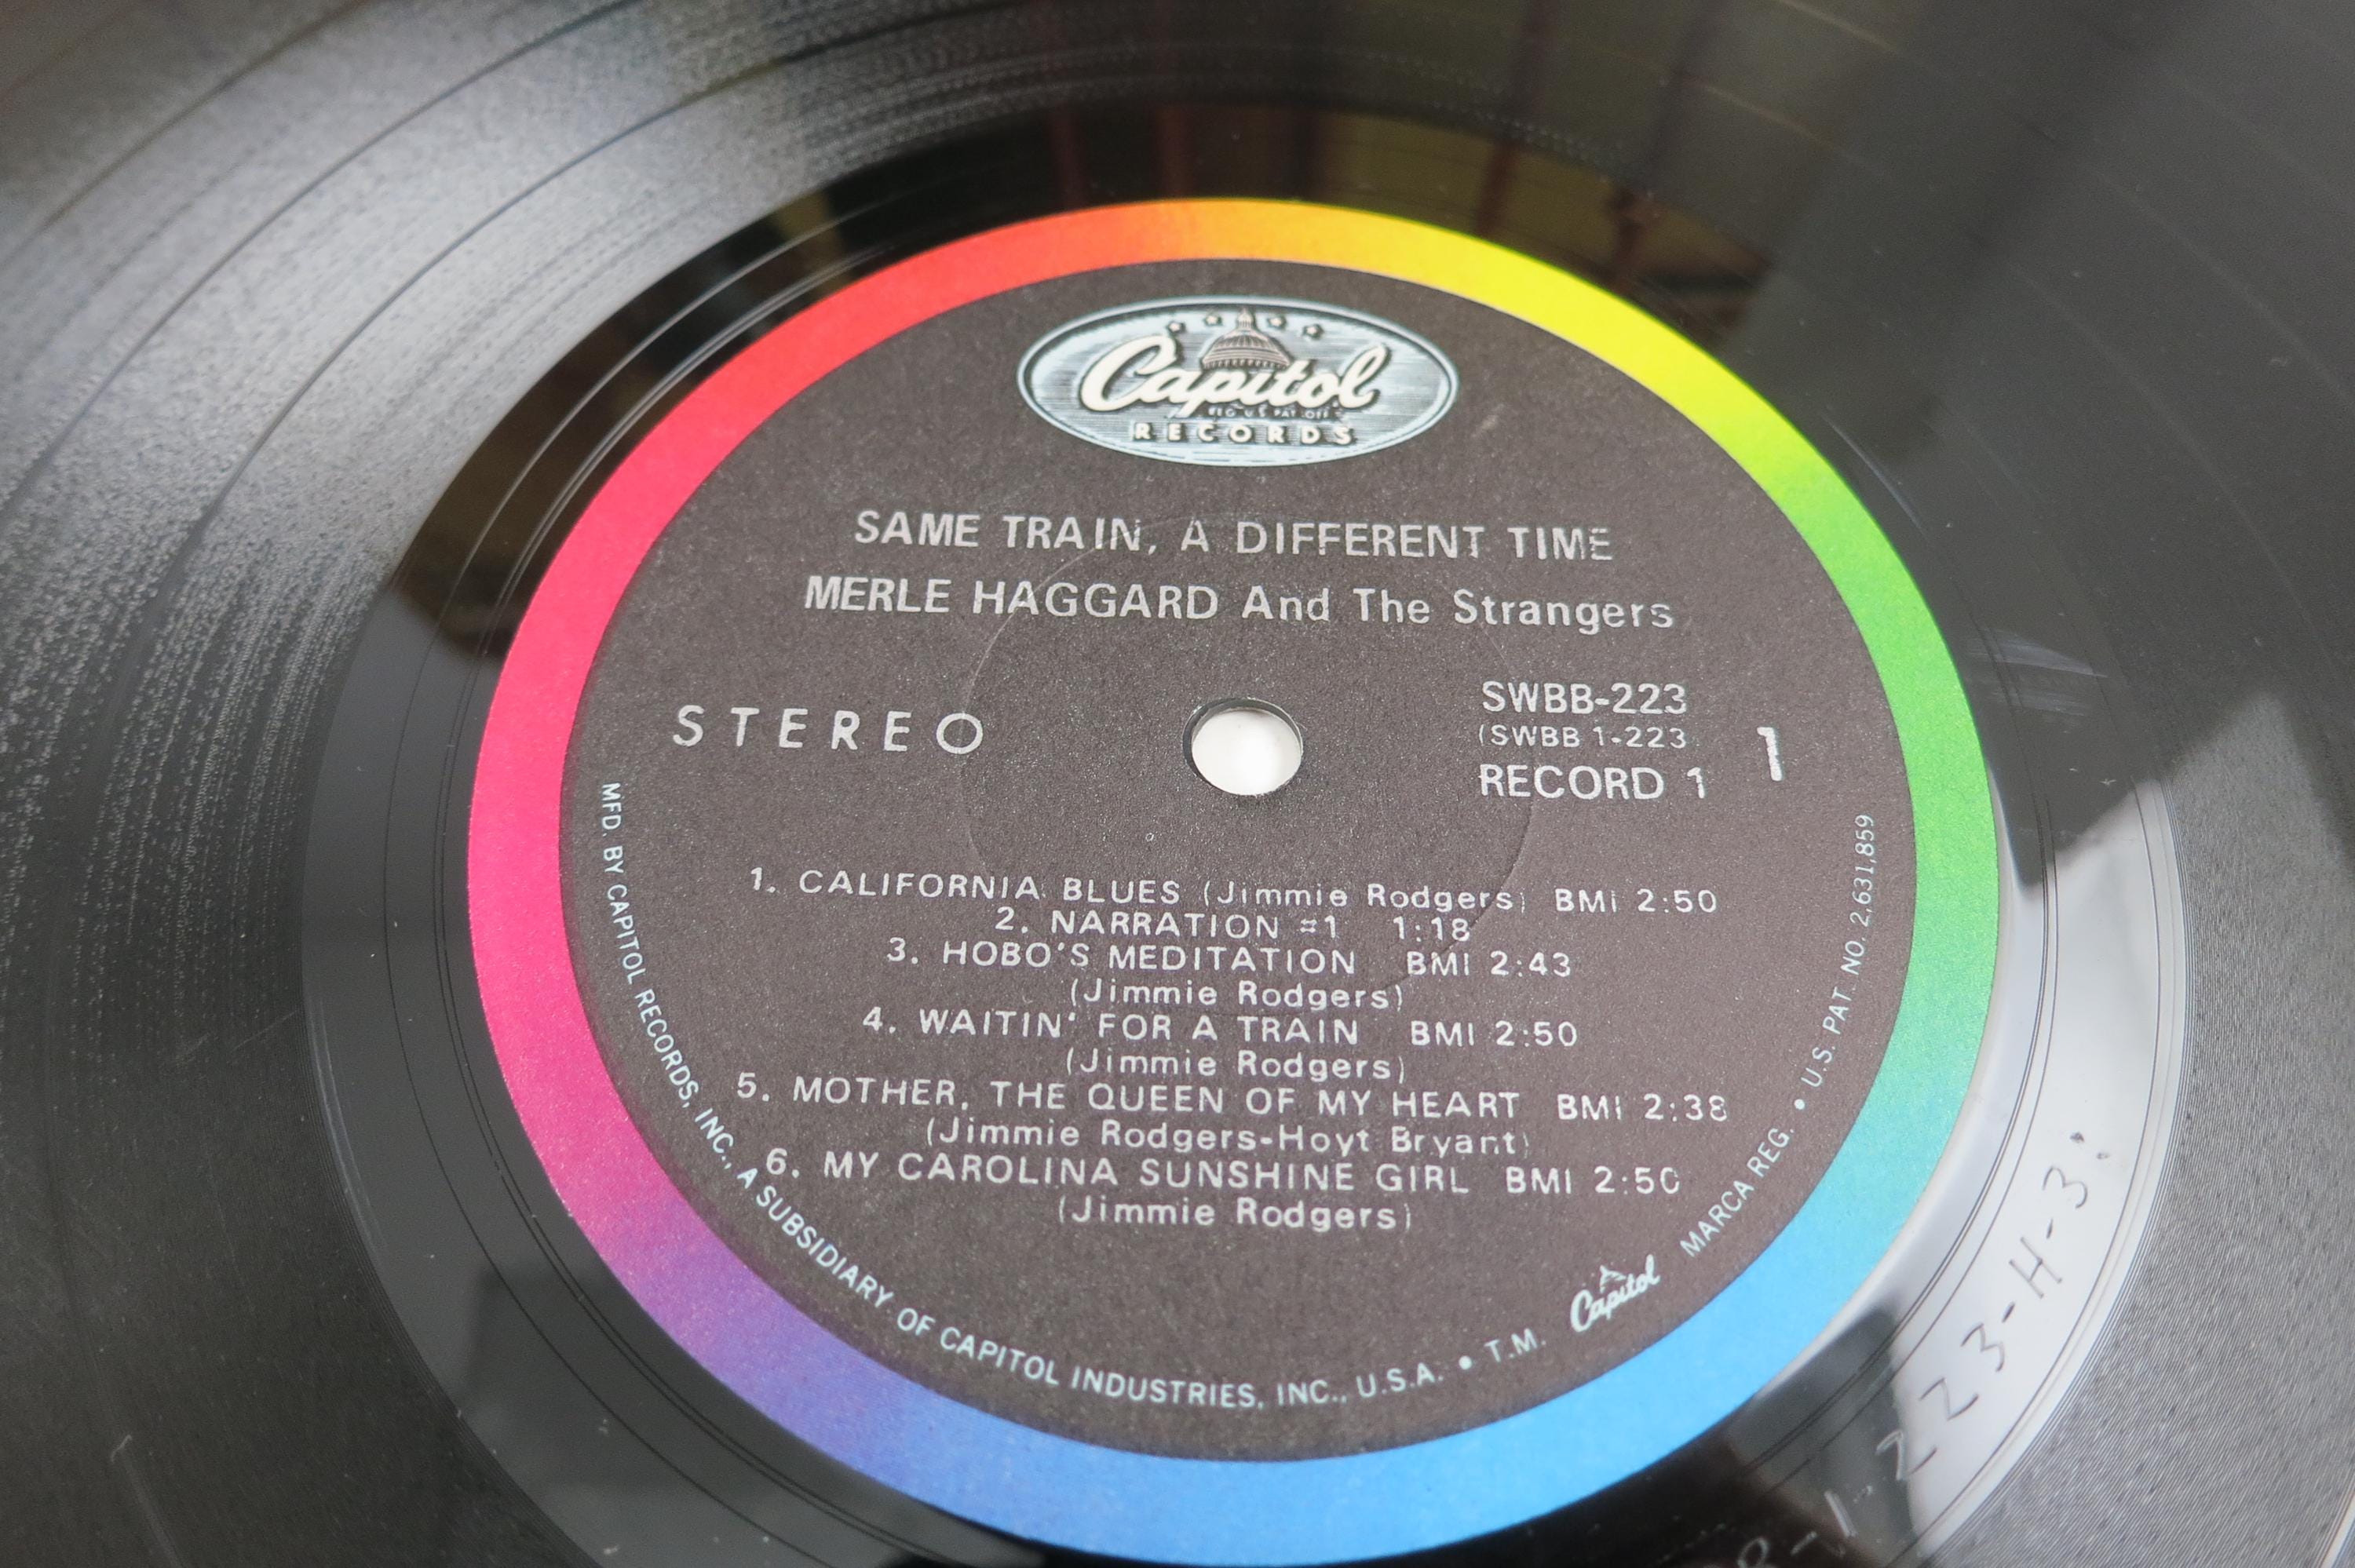 Capitol
REG. U.S. PAT. OFF.
RECORDS
SAME TRAIN, A DIFFERENT TIME
MERLE HAGGARD And The Strangers
STEREO
SWBB-223
(SWBB 1-223)
RECORD 1
1
1. CALIFORNIA BLUES (Jimmie Rodgers) BMI 2:50
2. NARRATION #1 1:18
3. HOBO'S MEDITATION BMI 2:43
(Jimmie Rodgers)
4. WAITIN' FOR A TRAIN BMI 2:50
(Jimmie Rodgers)
5. MOTHER, THE QUEEN OF MY HEART BMI 2:38
(Jimmie Rodgers-Hoyt Bryant)
6. MY CAROLINA SUNSHINE GIRL BMI 2:50
(Jimmie Rodgers)
MFD. BY CAPITOL RECORDS, INC., A SUBSIDIARY OF CAPITOL INDUSTRIES, INC., U.S.A. • T.M. Capitol MARCA REG. • U.S. PAT. NO. 2,631,859
-1-223-H-3